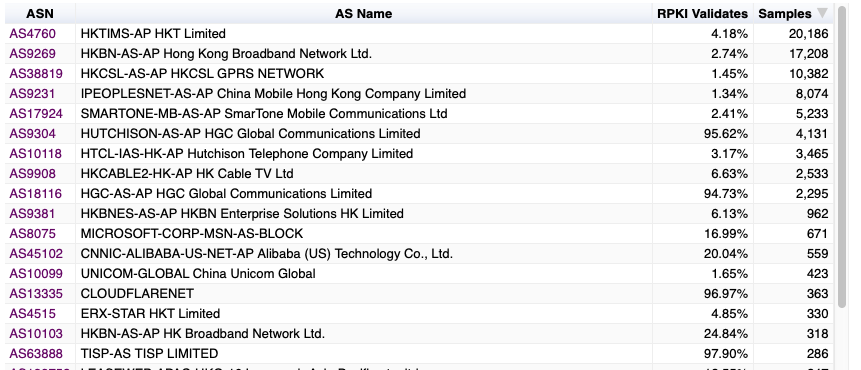 ASN AS Name RPKI Validates Samples ▼
AS4760 HKTIMS-AP HKT Limited 4.18% 20,186
AS9269 HKBN-AS-AP Hong Kong Broadband Network Ltd. 2.74% 17,208
AS38819 HKCSL-AS-AP HKCSL GPRS NETWORK 1.45% 10,382
AS9231 IPEOPLESNET-AS-AP China Mobile Hong Kong Company Limited 1.34% 8,074
AS17924 SMARTONE-MB-AS-AP SmarTone Mobile Communications Ltd 2.41% 5,233
AS9304 HUTCHISON-AS-AP HGC Global Communications Limited 95.62% 4,131
AS10118 HTCL-IAS-HK-AP Hutchison Telephone Company Limited 3.17% 3,465
AS9908 HKCABLE2-HK-AP HK Cable TV Ltd 6.63% 2,533
AS18116 HGC-AS-AP HGC Global Communications Limited 94.73% 2,295
AS9381 HKBNES-AS-AP HKBN Enterprise Solutions HK Limited 6.13% 962
AS8075 MICROSOFT-CORP-MSN-AS-BLOCK 16.99% 671
AS45102 CNNIC-ALIBABA-US-NET-AP Alibaba (US) Technology Co., Ltd. 20.04% 559
AS10099 UNICOM-GLOBAL China Unicom Global 1.65% 423
AS13335 CLOUDFLARENET 96.97% 363
AS4515 ERX-STAR HKT Limited 4.85% 330
AS10103 HKBN-AS-AP HK Broadband Network Ltd. 24.84% 318
AS63888 TISP-AS TISP LIMITED 97.90% 286